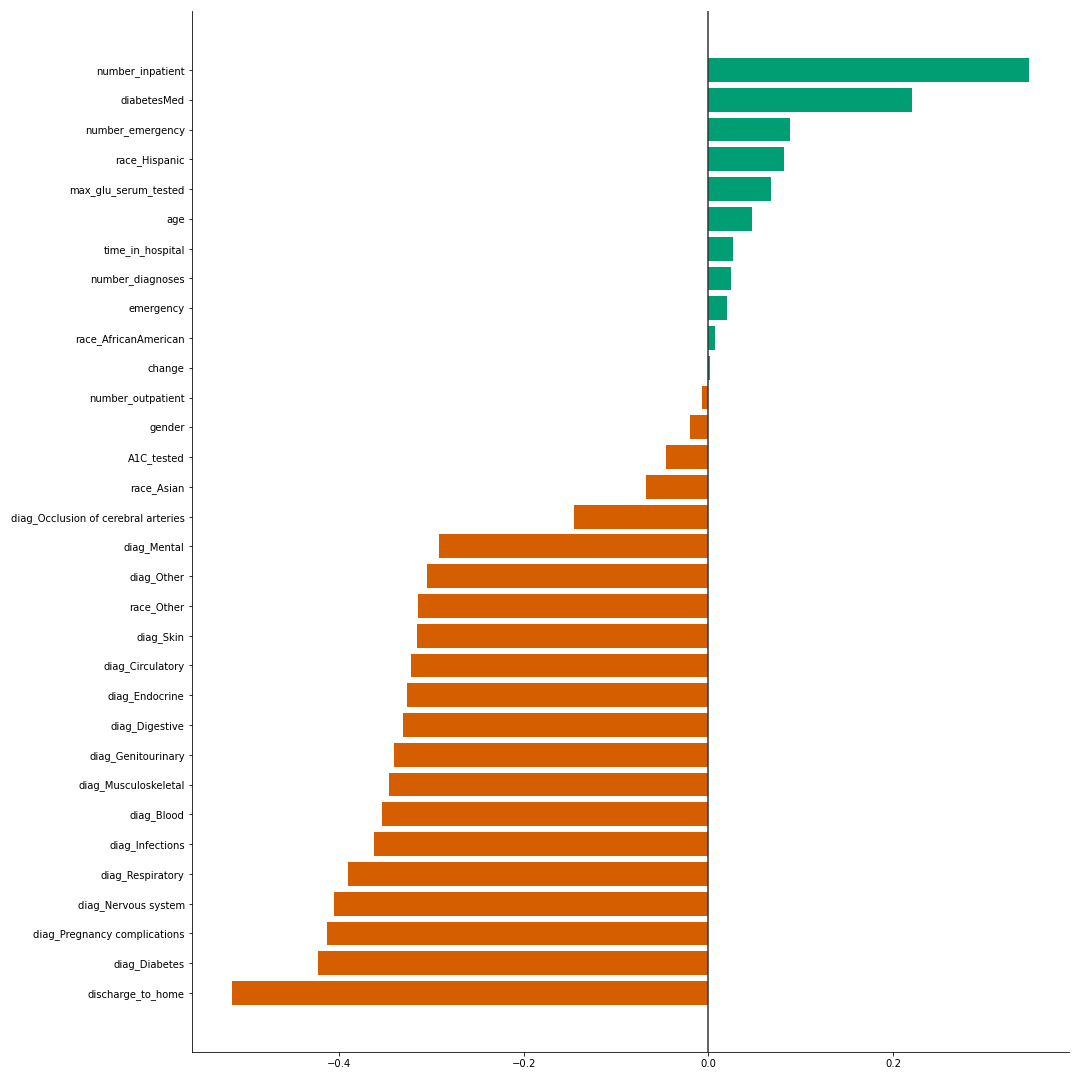 number_inpatient
diabetesMed
number_emergency
race_Hispanic
max_glu_serum_tested
age
time_in_hospital
number_diagnoses
emergency
race_AfricanAmerican
change
number_outpatient
gender
A1C_tested
race_Asian
diag_Occlusion of cerebral arteries
diag_Mental
diag_Other
race_Other
diag_Skin
diag_Circulatory
diag_Endocrine
diag_Digestive
diag_Genitourinary
diag_Musculoskeletal
diag_Blood
diag_Infections
diag_Respiratory
diag_Nervous system
diag_Pregnancy complications
diag_Diabetes
discharge_to_home
−0.4 −0.2 0.0 0.2